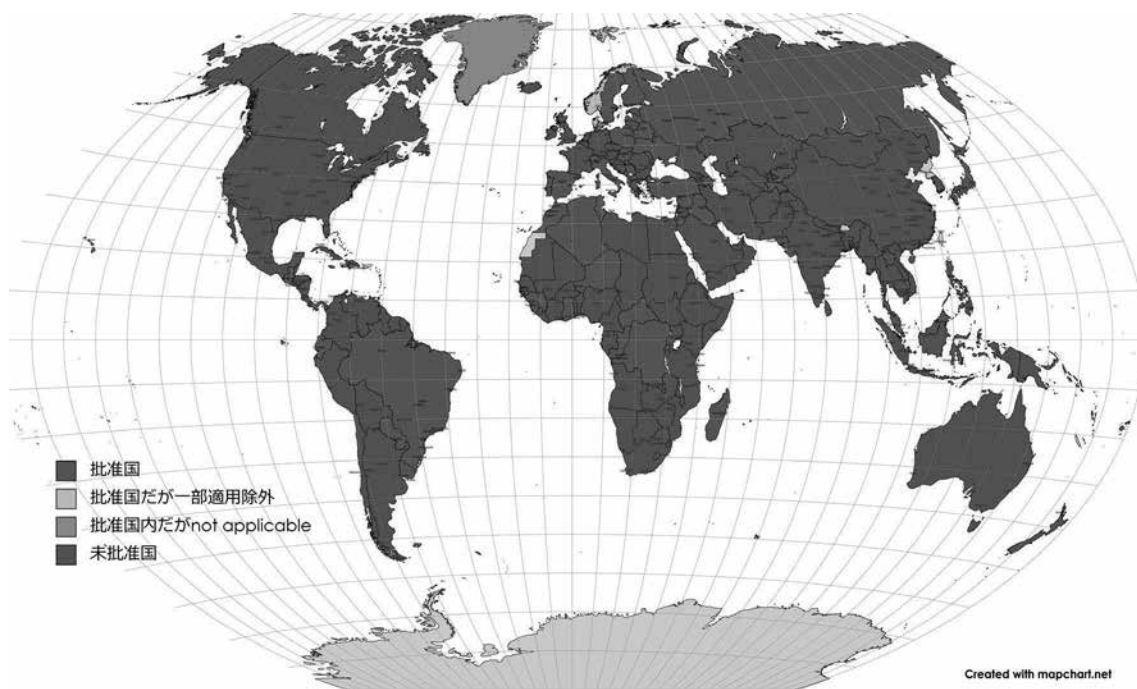 批准国
批准国だが一部適用除外
批准国内だがnot applicable
未批准国
Created with mapchart.net